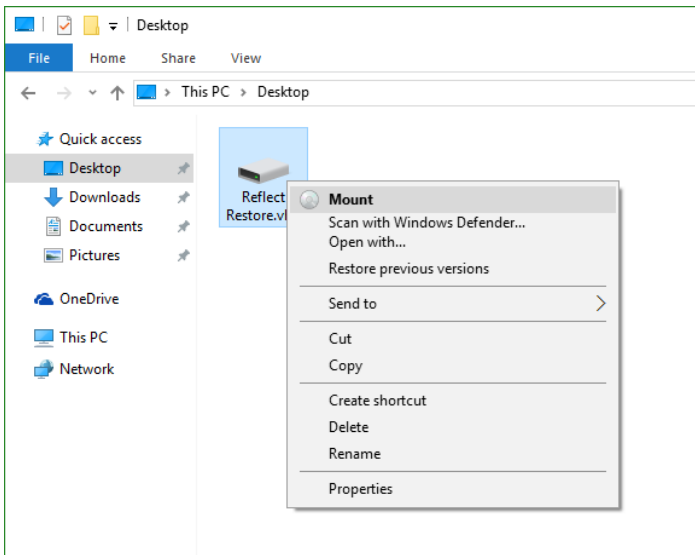 Desktop
File Home Share View
This PC Desktop
Quick access
Desktop
Downloads
Documents
Pictures
OneDrive
This PC
Network
Reflect
Mount
Scan with Windows Defender...
Open with...
Restore previous versions
Send to
Cut
Copy
Create shortcut
Delete
Rename
Properties